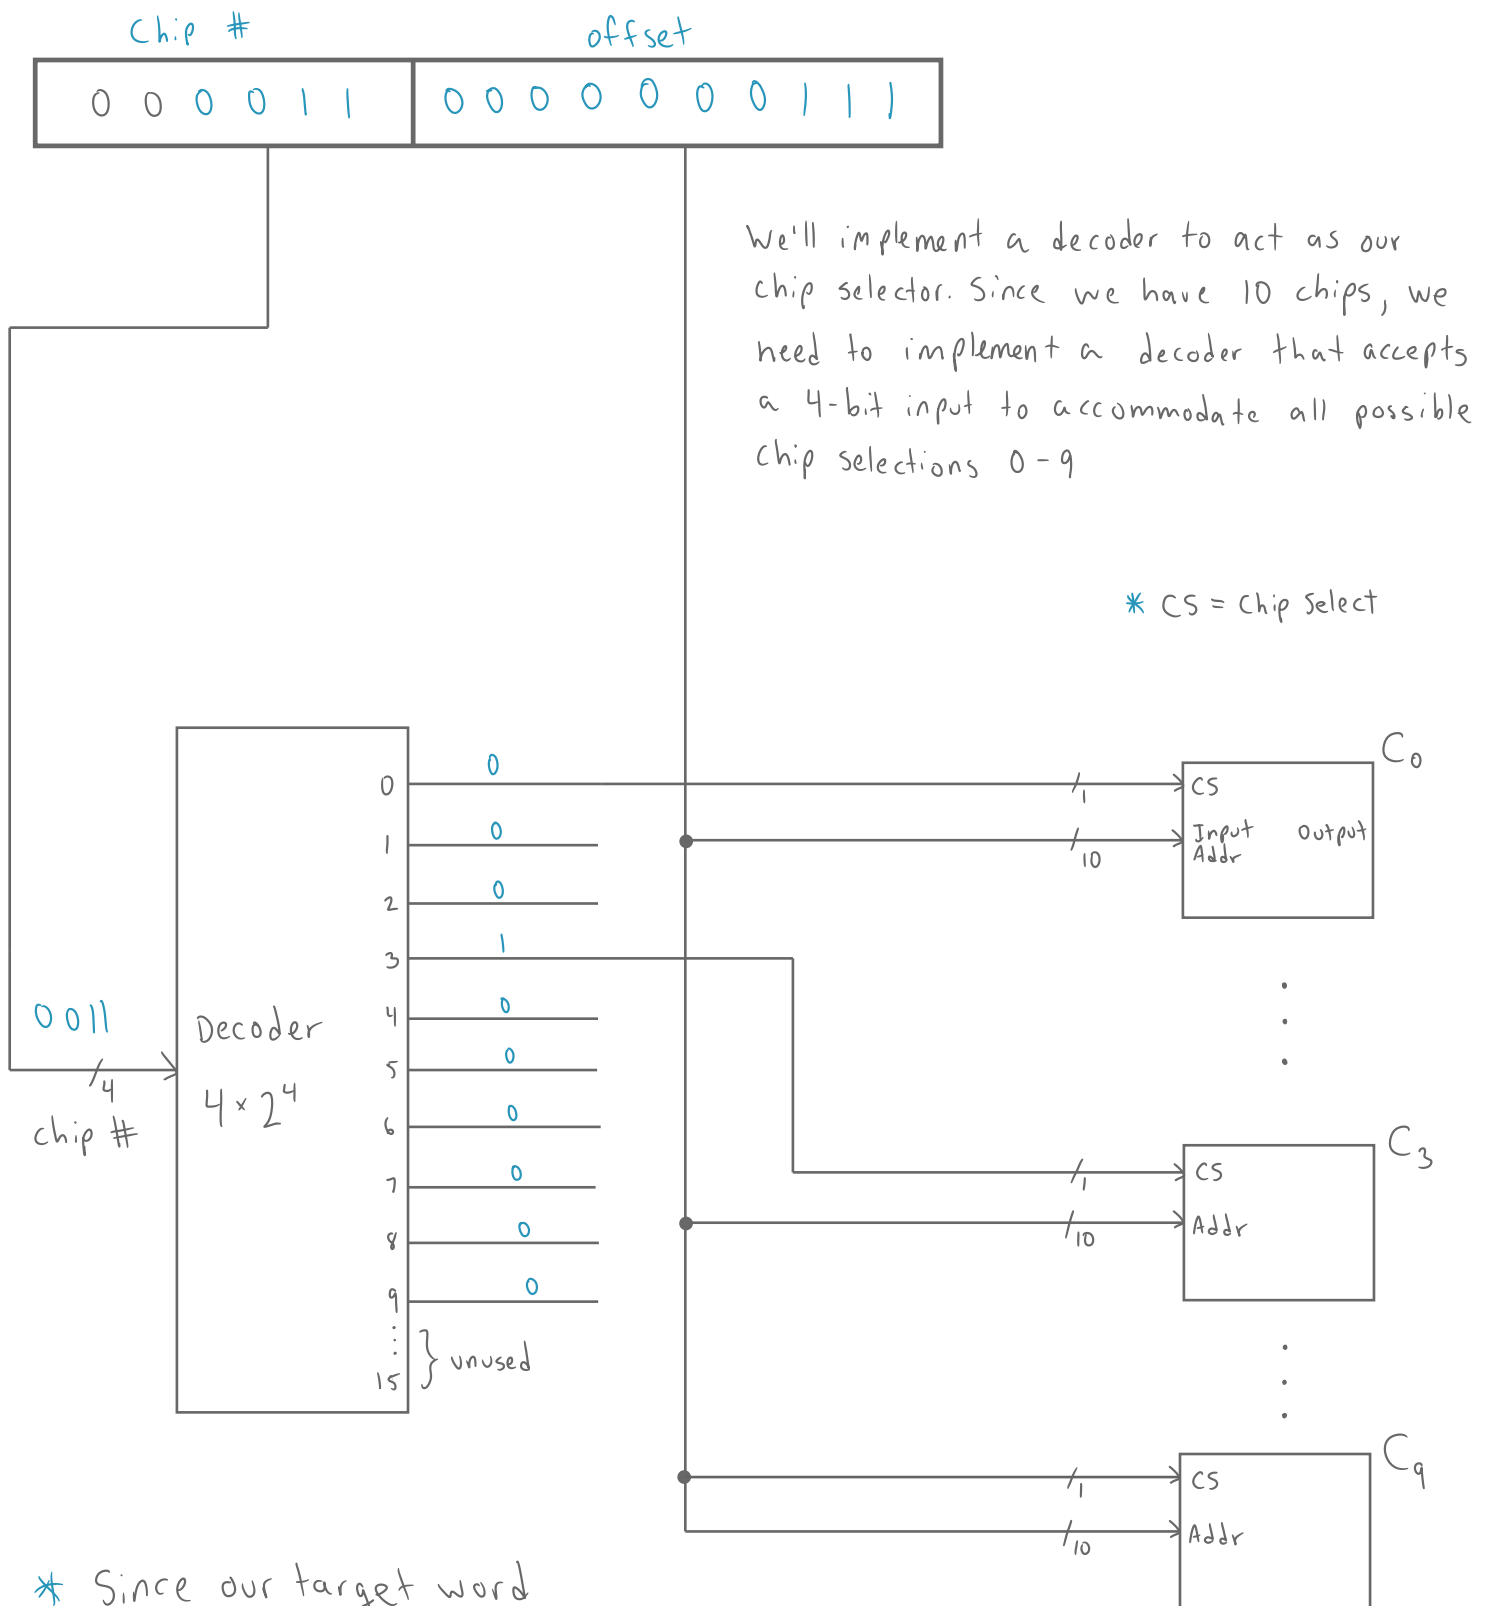 Chip #
offset
0 0 0 0 1 1
0 0 0 0 0 0 0 1 1 1
We'll implement a decoder to act as our
chip selector. Since we have 10 chips, we
need to implement a decoder that accepts
a 4-bit input to accommodate all possible
chip selections 0-9
* CS = Chip Select
C0
0
0
1
CS
1
0
10
Input Addr
Output
2
0
3
1
0011
4
chip #
Decoder
4 × 2⁴
4
0
5
0
6
0
7
0
8
0
9
0
15
unused
C3
1
CS
10
Addr
C9
1
CS
10
Addr
* Since our target word